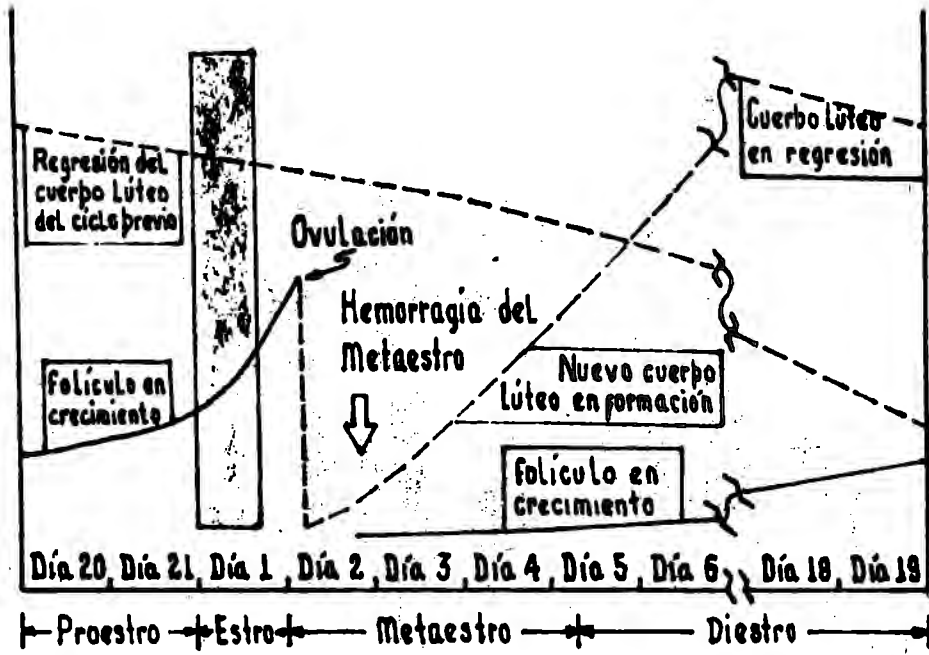 Regresión del
cuerpo Lúteo
del ciclo previo
Ovulación
Cuerbo Lúteo
en regresión
Hemorragia del
Metaestro
Folículo en
crecimiento
Nuevo cuerpo
Lúteo en formación
Folículo en
crecimiento
Día 20 Día 21 Día 1 Día 2 Día 3 Día 4 Día 5 Día 6 Día 18 Día 19
Proestro Estro Metaestro Diestro